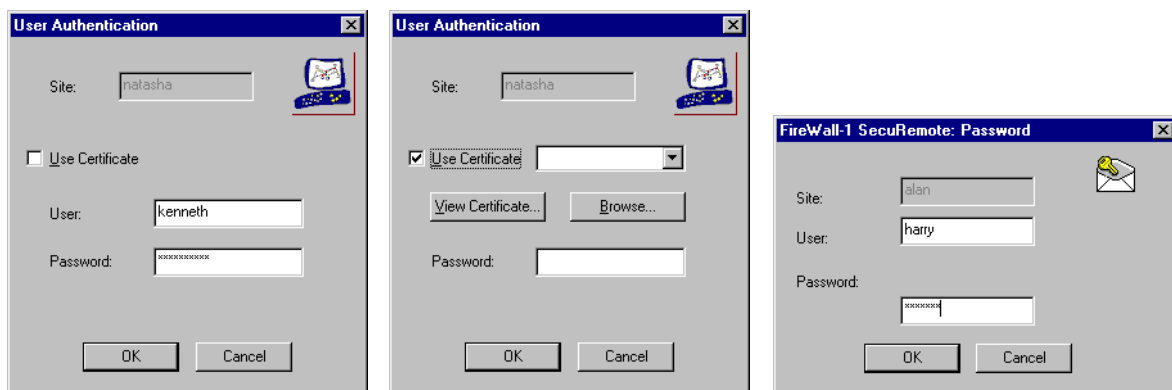 User Authentication
Site: natasha
Use Certificate
User: kenneth
Password: **********
OK Cancel
User Authentication
Site: natasha
Use Certificate
View Certificate... Browse...
Password:
OK Cancel
FireWall-1 SecuRemote: Password
Site: alan
User: harry
Password:
*******
OK Cancel